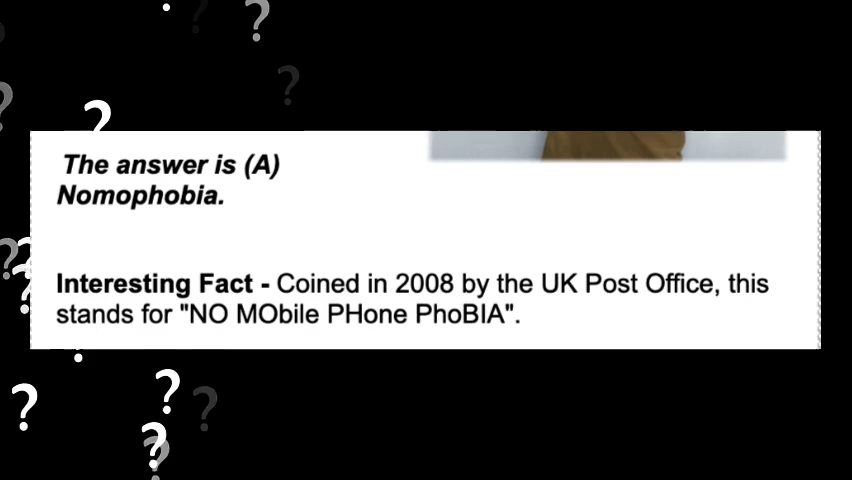 The answer is (A)
Nomophobia.
Interesting Fact - Coined in 2008 by the UK Post Office, this
stands for "NO MObile PHone PhoBIA".